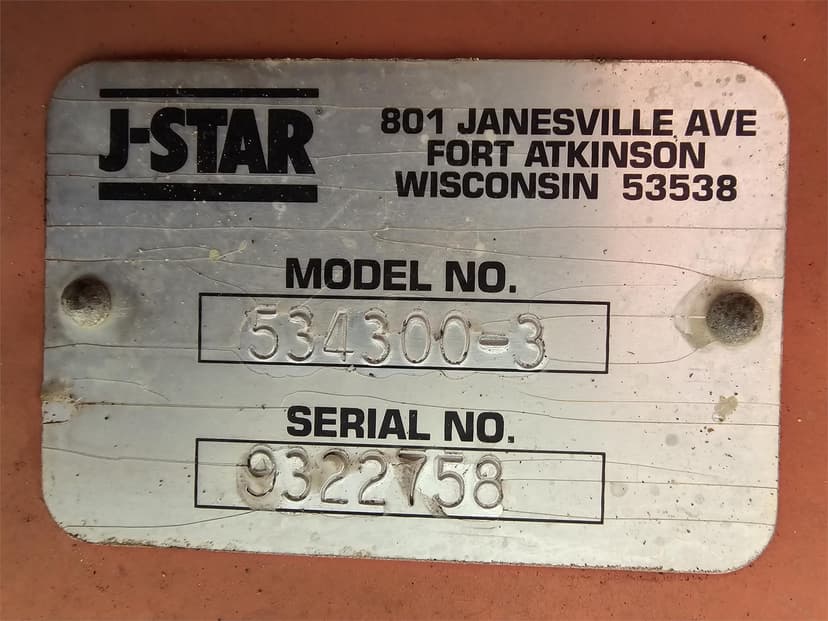 J-STAR
801 JANESVILLE AVE
FORT ATKINSON
WISCONSIN 53538
MODEL NO.
534300-3
SERIAL NO.
9322758